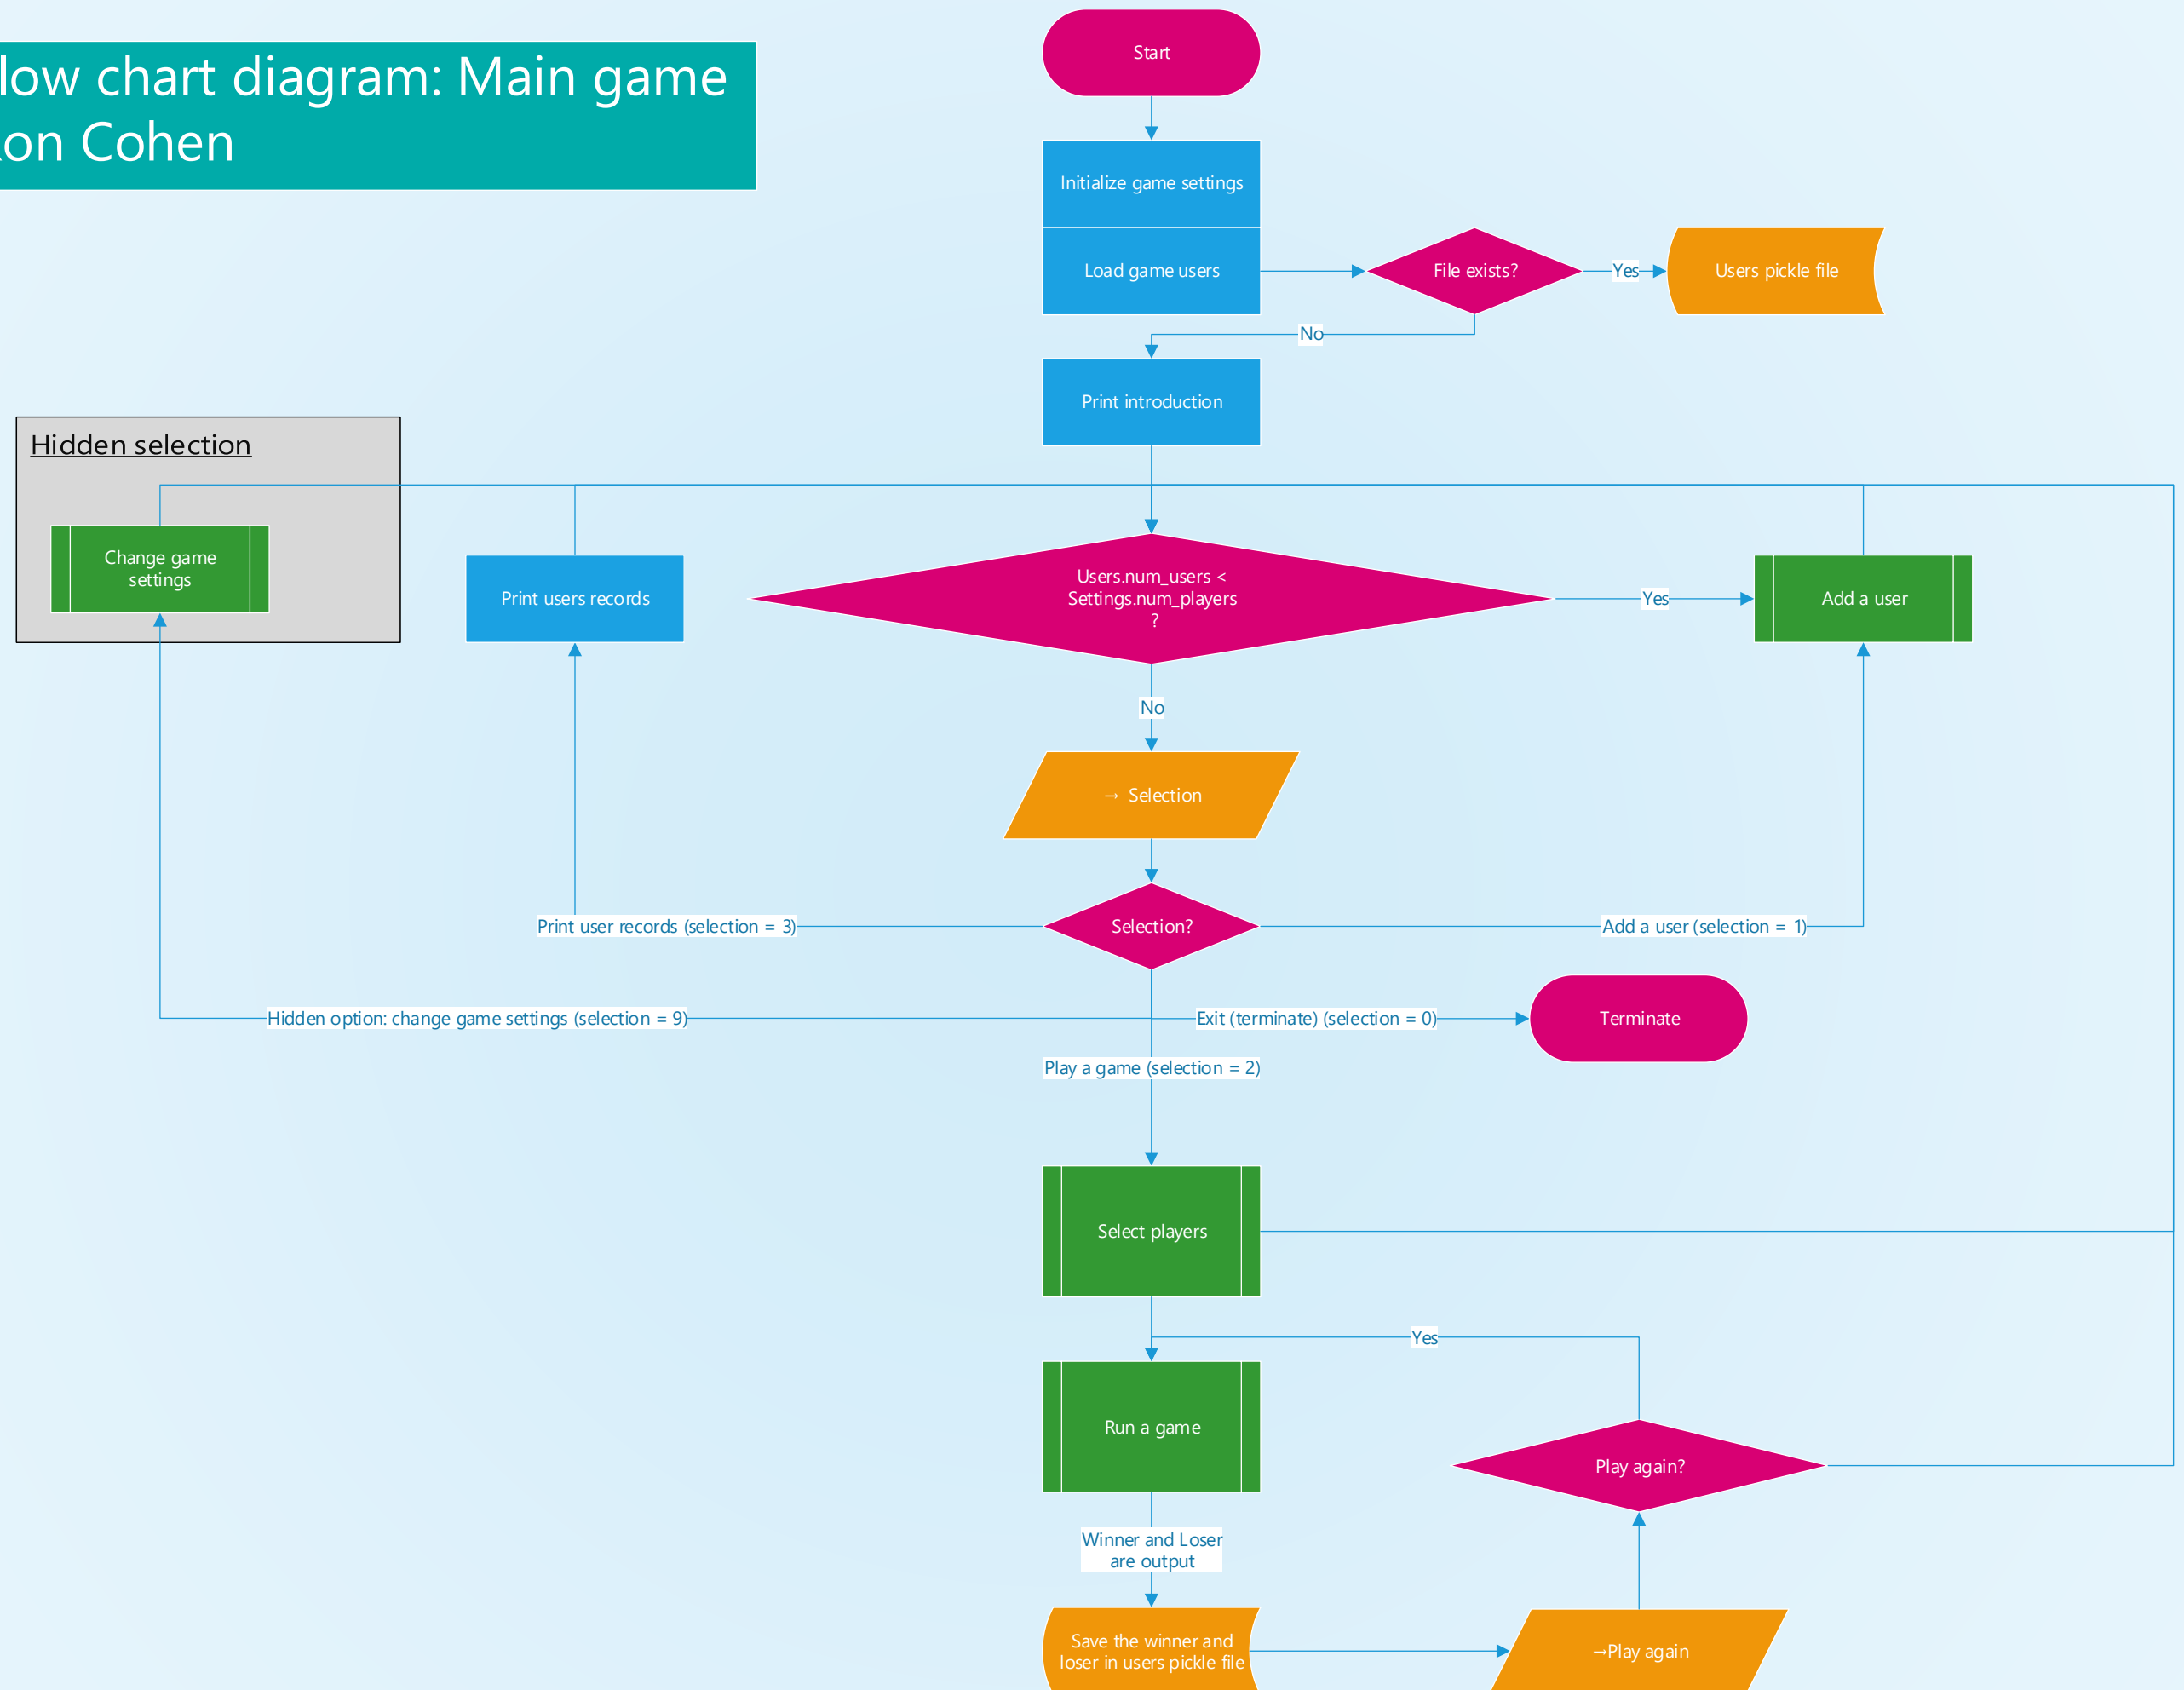 low chart diagram: Main game
on Cohen
Start
Initialize game settings
Load game users
File exists?
Yes
Users pickle file
No
Print introduction
Hidden selection
Change game
settings
Print users records
Users.num_users <
Settings.num_players
?
Yes
Add a user
No
→ Selection
Selection?
Print user records (selection = 3)
Add a user (selection = 1)
Hidden option: change game settings (selection = 9)
Exit (terminate) (selection = 0)
Terminate
Play a game (selection = 2)
Select players
Yes
Run a game
Play again?
Winner and Loser
are output
Save the winner and
loser in users pickle file
→Play again